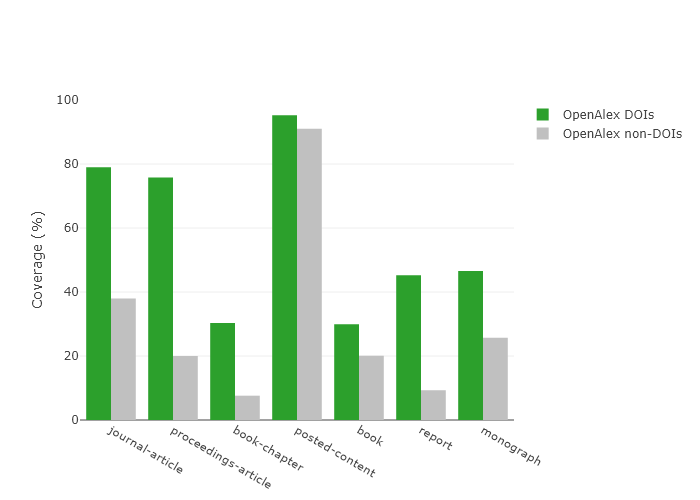 100
80
60
40
20
0
Coverage (%)
journal-article
proceedings-article
book-chapter
posted-content
book
report
monograph
OpenAlex DOIs
OpenAlex non-DOIs